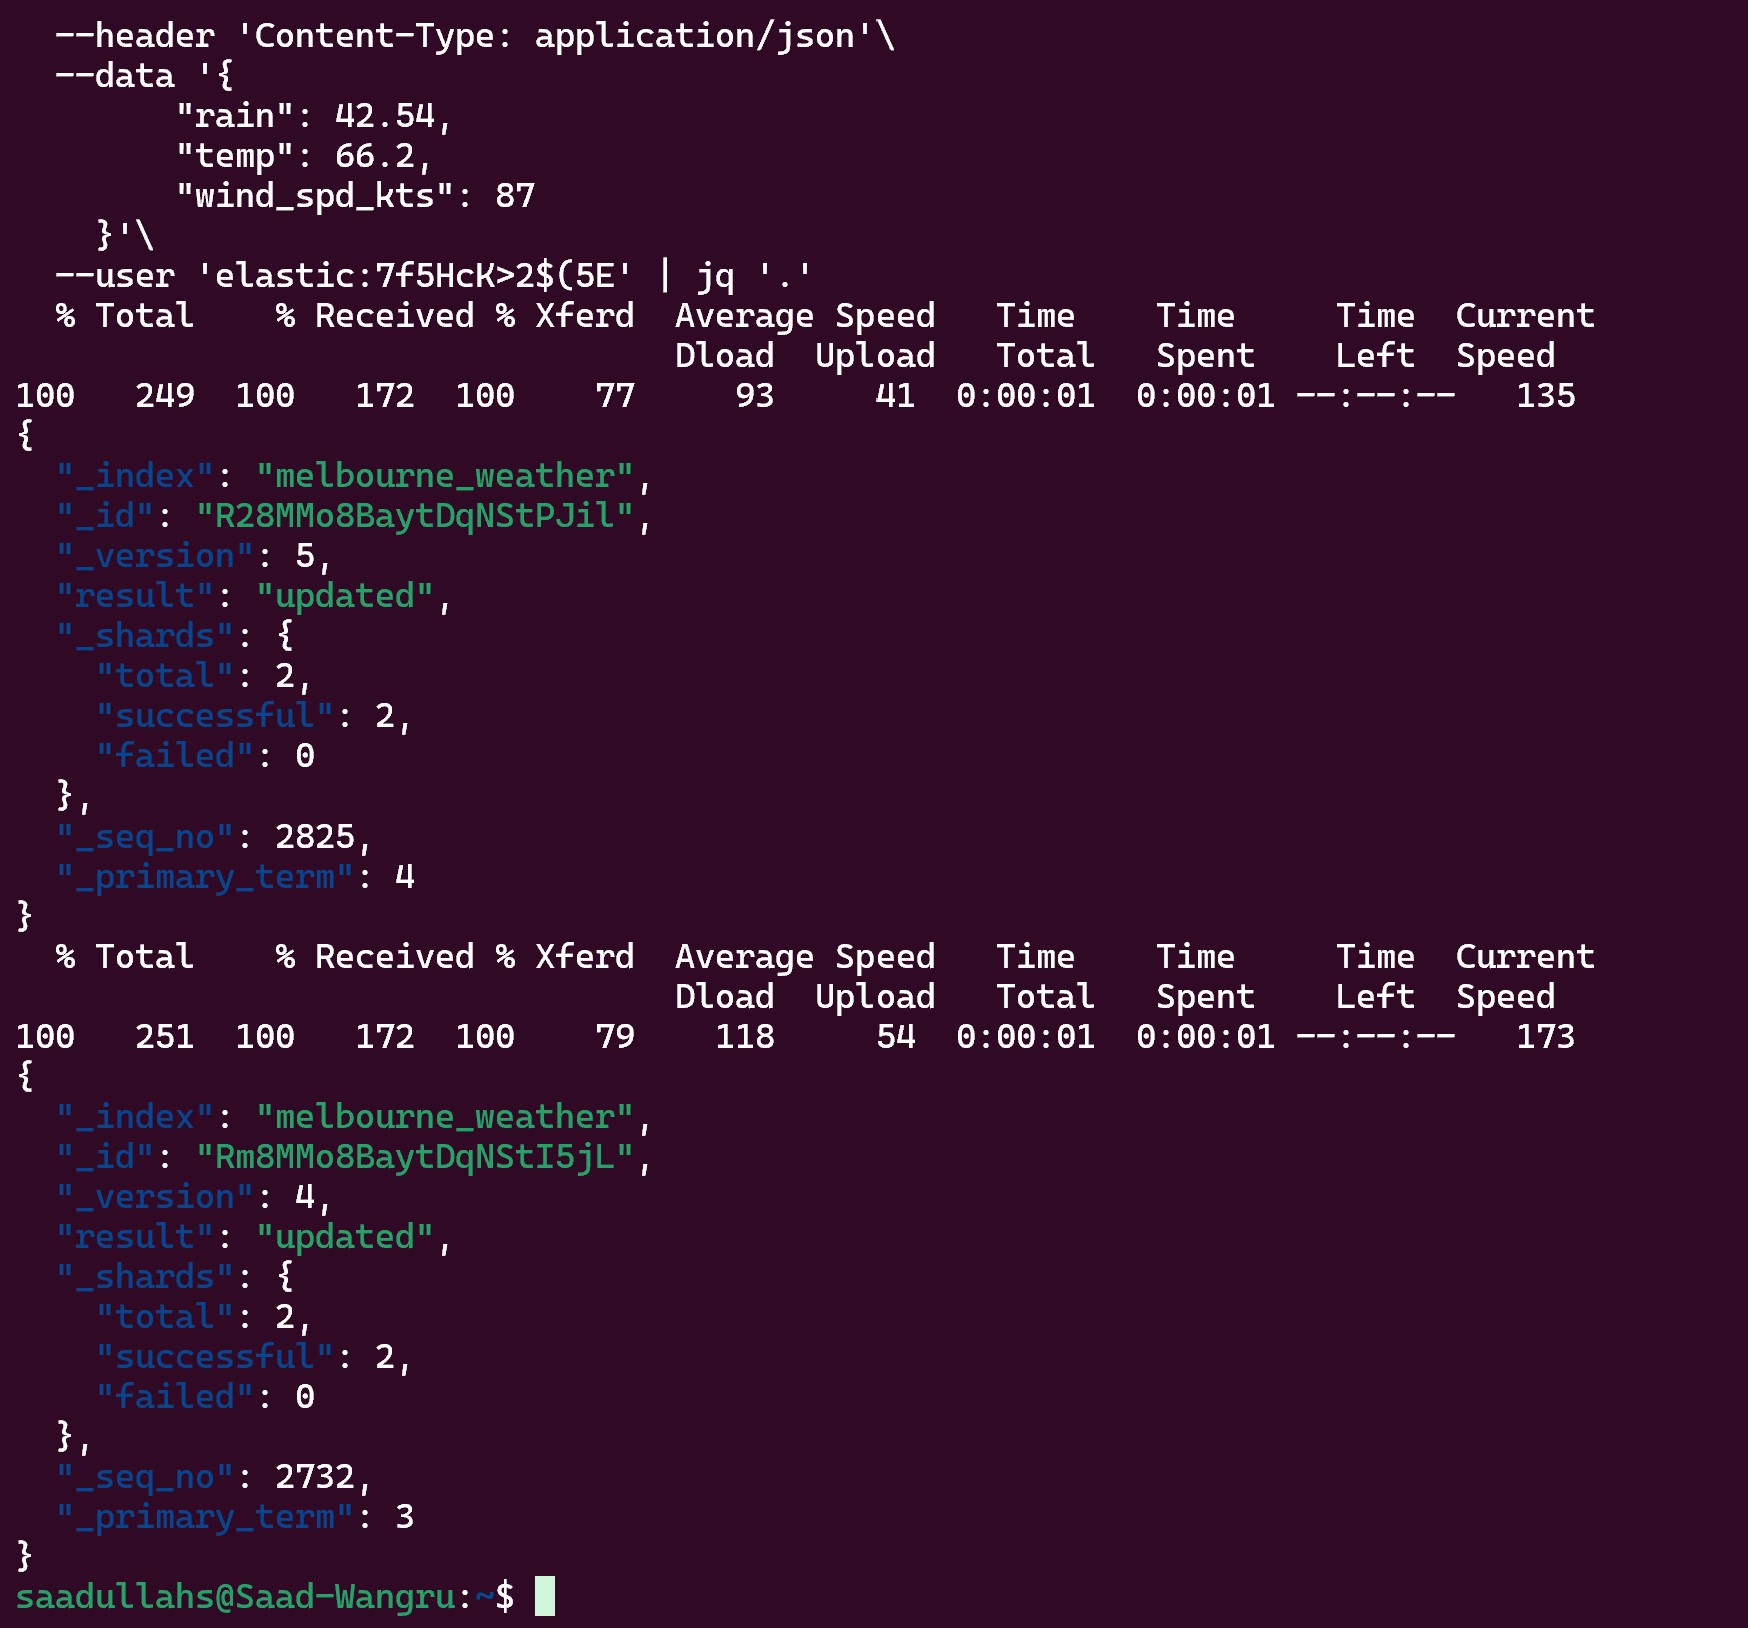 --header 'Content-Type: application/json'\
--data '{
"rain": 42.54,
"temp": 66.2,
"wind_spd_kts": 87
}'\
--user 'elastic:7f5HcK>2$(5E' | jq '.'
% Total % Received % Xferd Average Speed Time Time Time Current
Dload Upload Total Spent Left Speed
100 249 100 172 100 77 93 41 0:00:01 0:00:01 --:--:-- 135
{
"_index": "melbourne_weather",
"_id": "R28MMo8BaytDqNStPJil",
"_version": 5,
"result": "updated",
"_shards": {
"total": 2,
"successful": 2,
"failed": 0
},
"_seq_no": 2825,
"_primary_term": 4
}
% Total % Received % Xferd Average Speed Time Time Time Current
Dload Upload Total Spent Left Speed
100 251 100 172 100 79 118 54 0:00:01 0:00:01 --:--:-- 173
{
"_index": "melbourne_weather",
"_id": "Rm8MMo8BaytDqNStI5jL",
"_version": 4,
"result": "updated",
"_shards": {
"total": 2,
"successful": 2,
"failed": 0
},
"_seq_no": 2732,
"_primary_term": 3
}
saadullahs@Saad-Wangru:~$